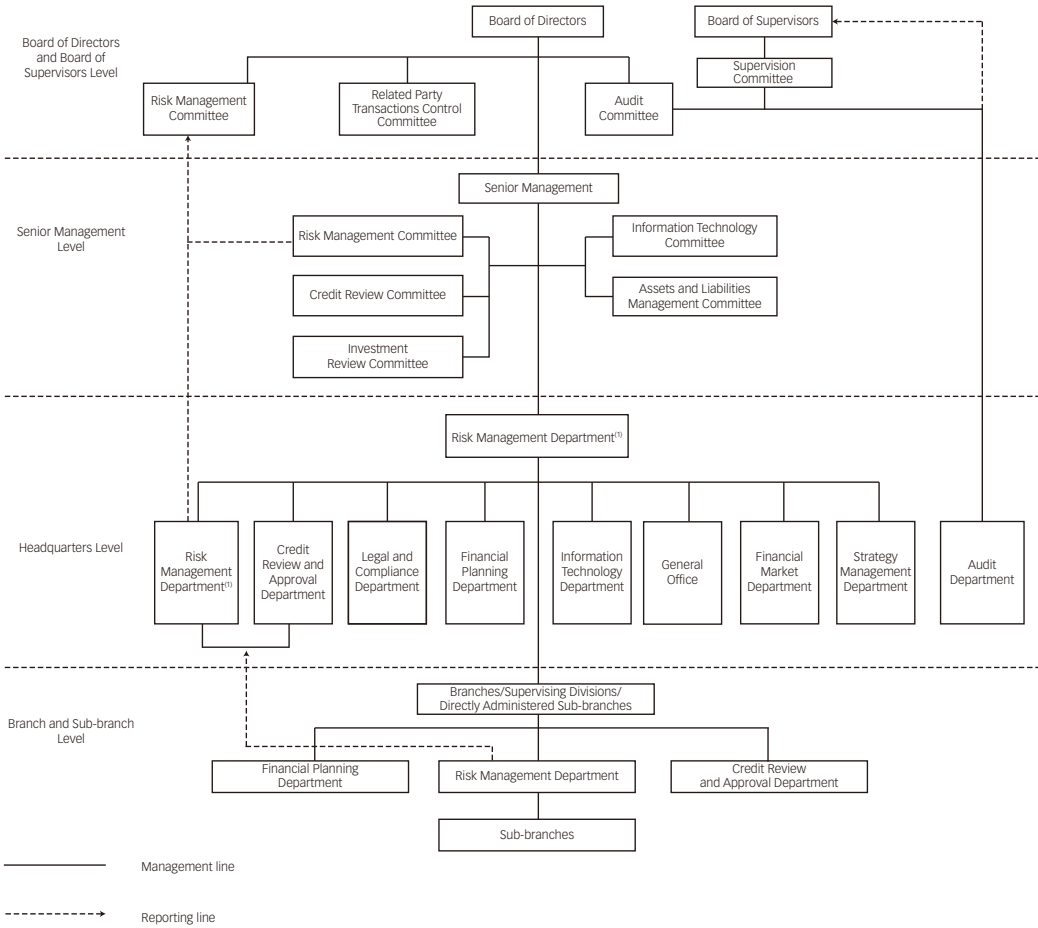 Board of Directors
Board of Supervisors
Board of Directors
and Board of
Supervisors Level
Supervision
Committee
Risk Management
Committee
Related Party
Transactions Control
Committee
Audit
Committee
Senior Management
Senior Management
Level
Risk Management Committee
Information Technology
Committee
Credit Review Committee
Assets and Liabilities
Management Committee
Investment
Review Committee
Risk Management Department(1)
Headquarters Level
Risk
Management
Department(1)
Credit
Review and
Approval
Department
Legal and
Compliance
Department
Financial
Planning
Department
Information
Technology
Department
General
Office
Financial
Market
Department
Strategy
Management
Department
Audit
Department
Branch and Sub-branch
Level
Branches/Supervising Divisions/
Directly Administered Sub-branches
Financial Planning
Department
Risk Management Department
Credit Review
and Approval Department
Sub-branches
Management line
Reporting line